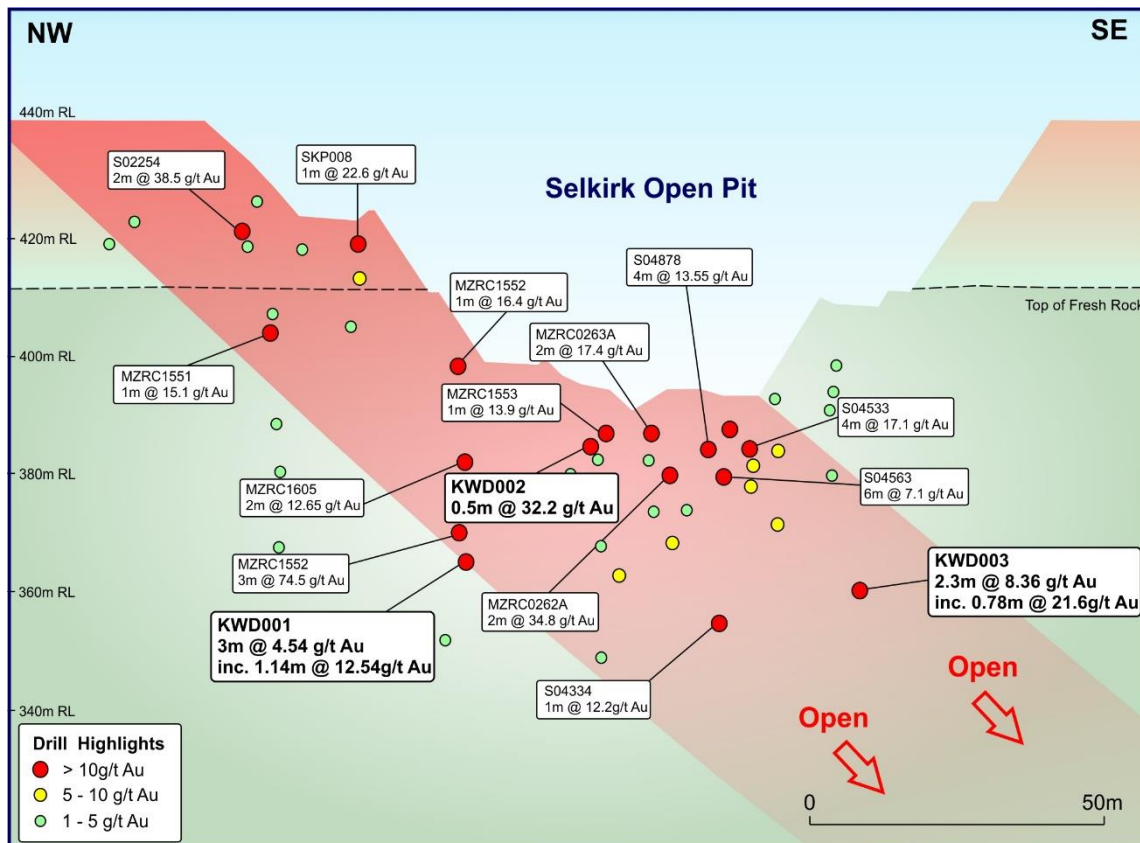 NW
SE
440m RL
S02254
2m @ 38.5 g/t Au
SKP008
1m @ 22.6 g/t Au
Selkirk Open Pit
420m RL
S04878
4m @ 13.55 g/t Au
MZRC1552
1m @ 16.4 g/t Au
Top of Fresh Rock
MZRC0263A
2m @ 17.4 g/t Au
400m RL
MZRC1551
1m @ 15.1 g/t Au
MZRC1553
1m @ 13.9 g/t Au
S04533
4m @ 17.1 g/t Au
380m RL
MZRC1605
2m @ 12.65 g/t Au
KWD002
0.5m @ 32.2 g/t Au
S04563
6m @ 7.1 g/t Au
MZRC1552
3m @ 74.5 g/t Au
KWD003
2.3m @ 8.36 g/t Au
inc. 0.78m @ 21.6g/t Au
360m RL
MZRC0262A
2m @ 34.8 g/t Au
KWD001
3m @ 4.54 g/t Au
inc. 1.14m @ 12.54g/t Au
S04334
1m @ 12.2g/t Au
Open
Open
340m RL
Drill Highlights
> 10g/t Au
5 - 10 g/t Au
1 - 5 g/t Au
0
50m